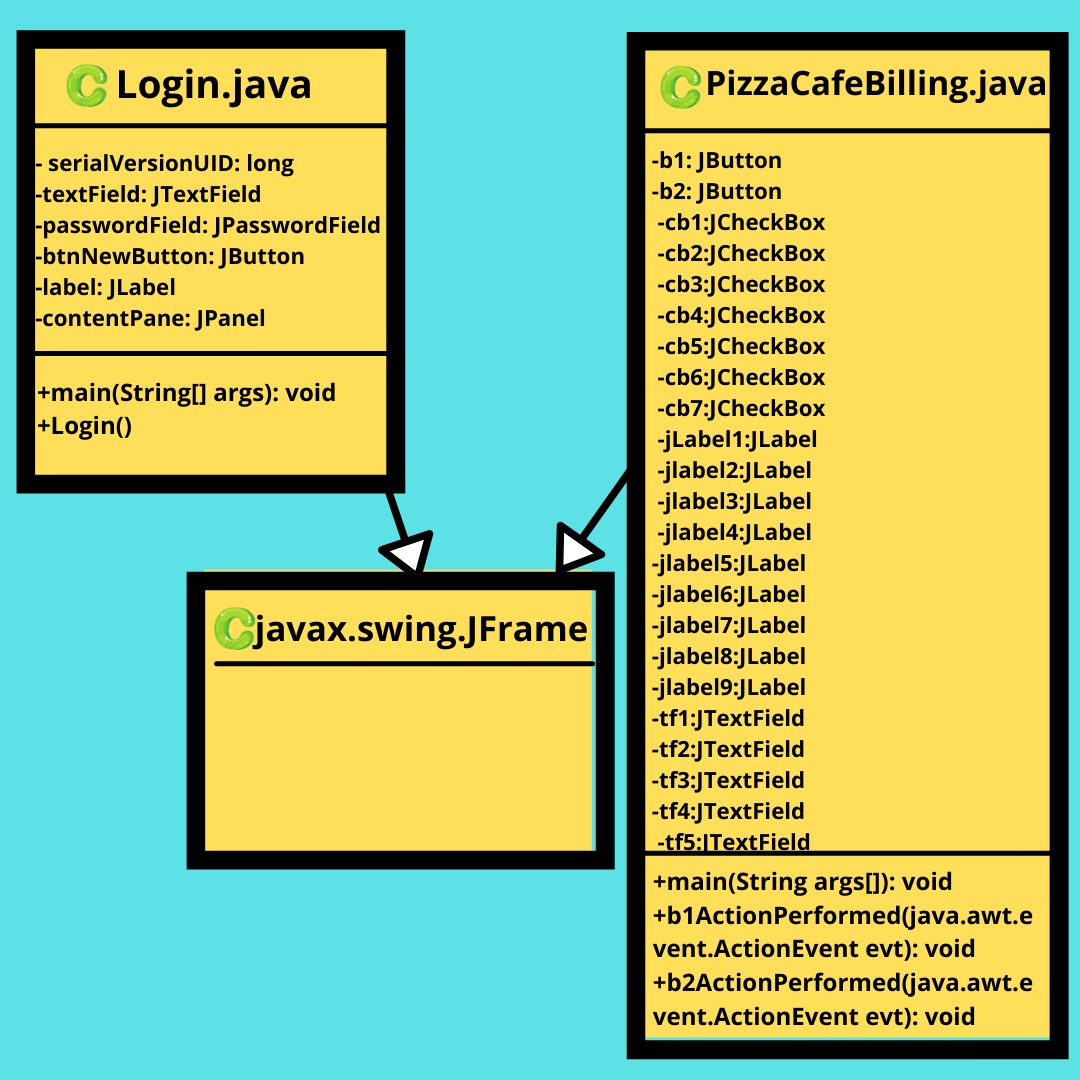 C Login.java
- serialVersionUID: long
-textField: JTextField
-passwordField: JPasswordField
-btnNewButton: JButton
-label: JLabel
-contentPane: JPanel
+main(String[] args): void
+Login()
C javax.swing.JFrame
C PizzaCafeBilling.java
-b1: JButton
-b2: JButton
-cb1:JCheckBox
-cb2:JCheckBox
-cb3:JCheckBox
-cb4:JCheckBox
-cb5:JCheckBox
-cb6:JCheckBox
-cb7:JCheckBox
-jLabel1:JLabel
-jlabel2:JLabel
-jlabel3:JLabel
-jlabel4:JLabel
-jlabel5:JLabel
-jlabel6:JLabel
-jlabel7:JLabel
-jlabel8:JLabel
-jlabel9:JLabel
-tf1:JTextField
-tf2:JTextField
-tf3:JTextField
-tf4:JTextField
-tf5:JTextField
+main(String args[]): void
+b1ActionPerformed(java.awt.e
vent.ActionEvent evt): void
+b2ActionPerformed(java.awt.e
vent.ActionEvent evt): void